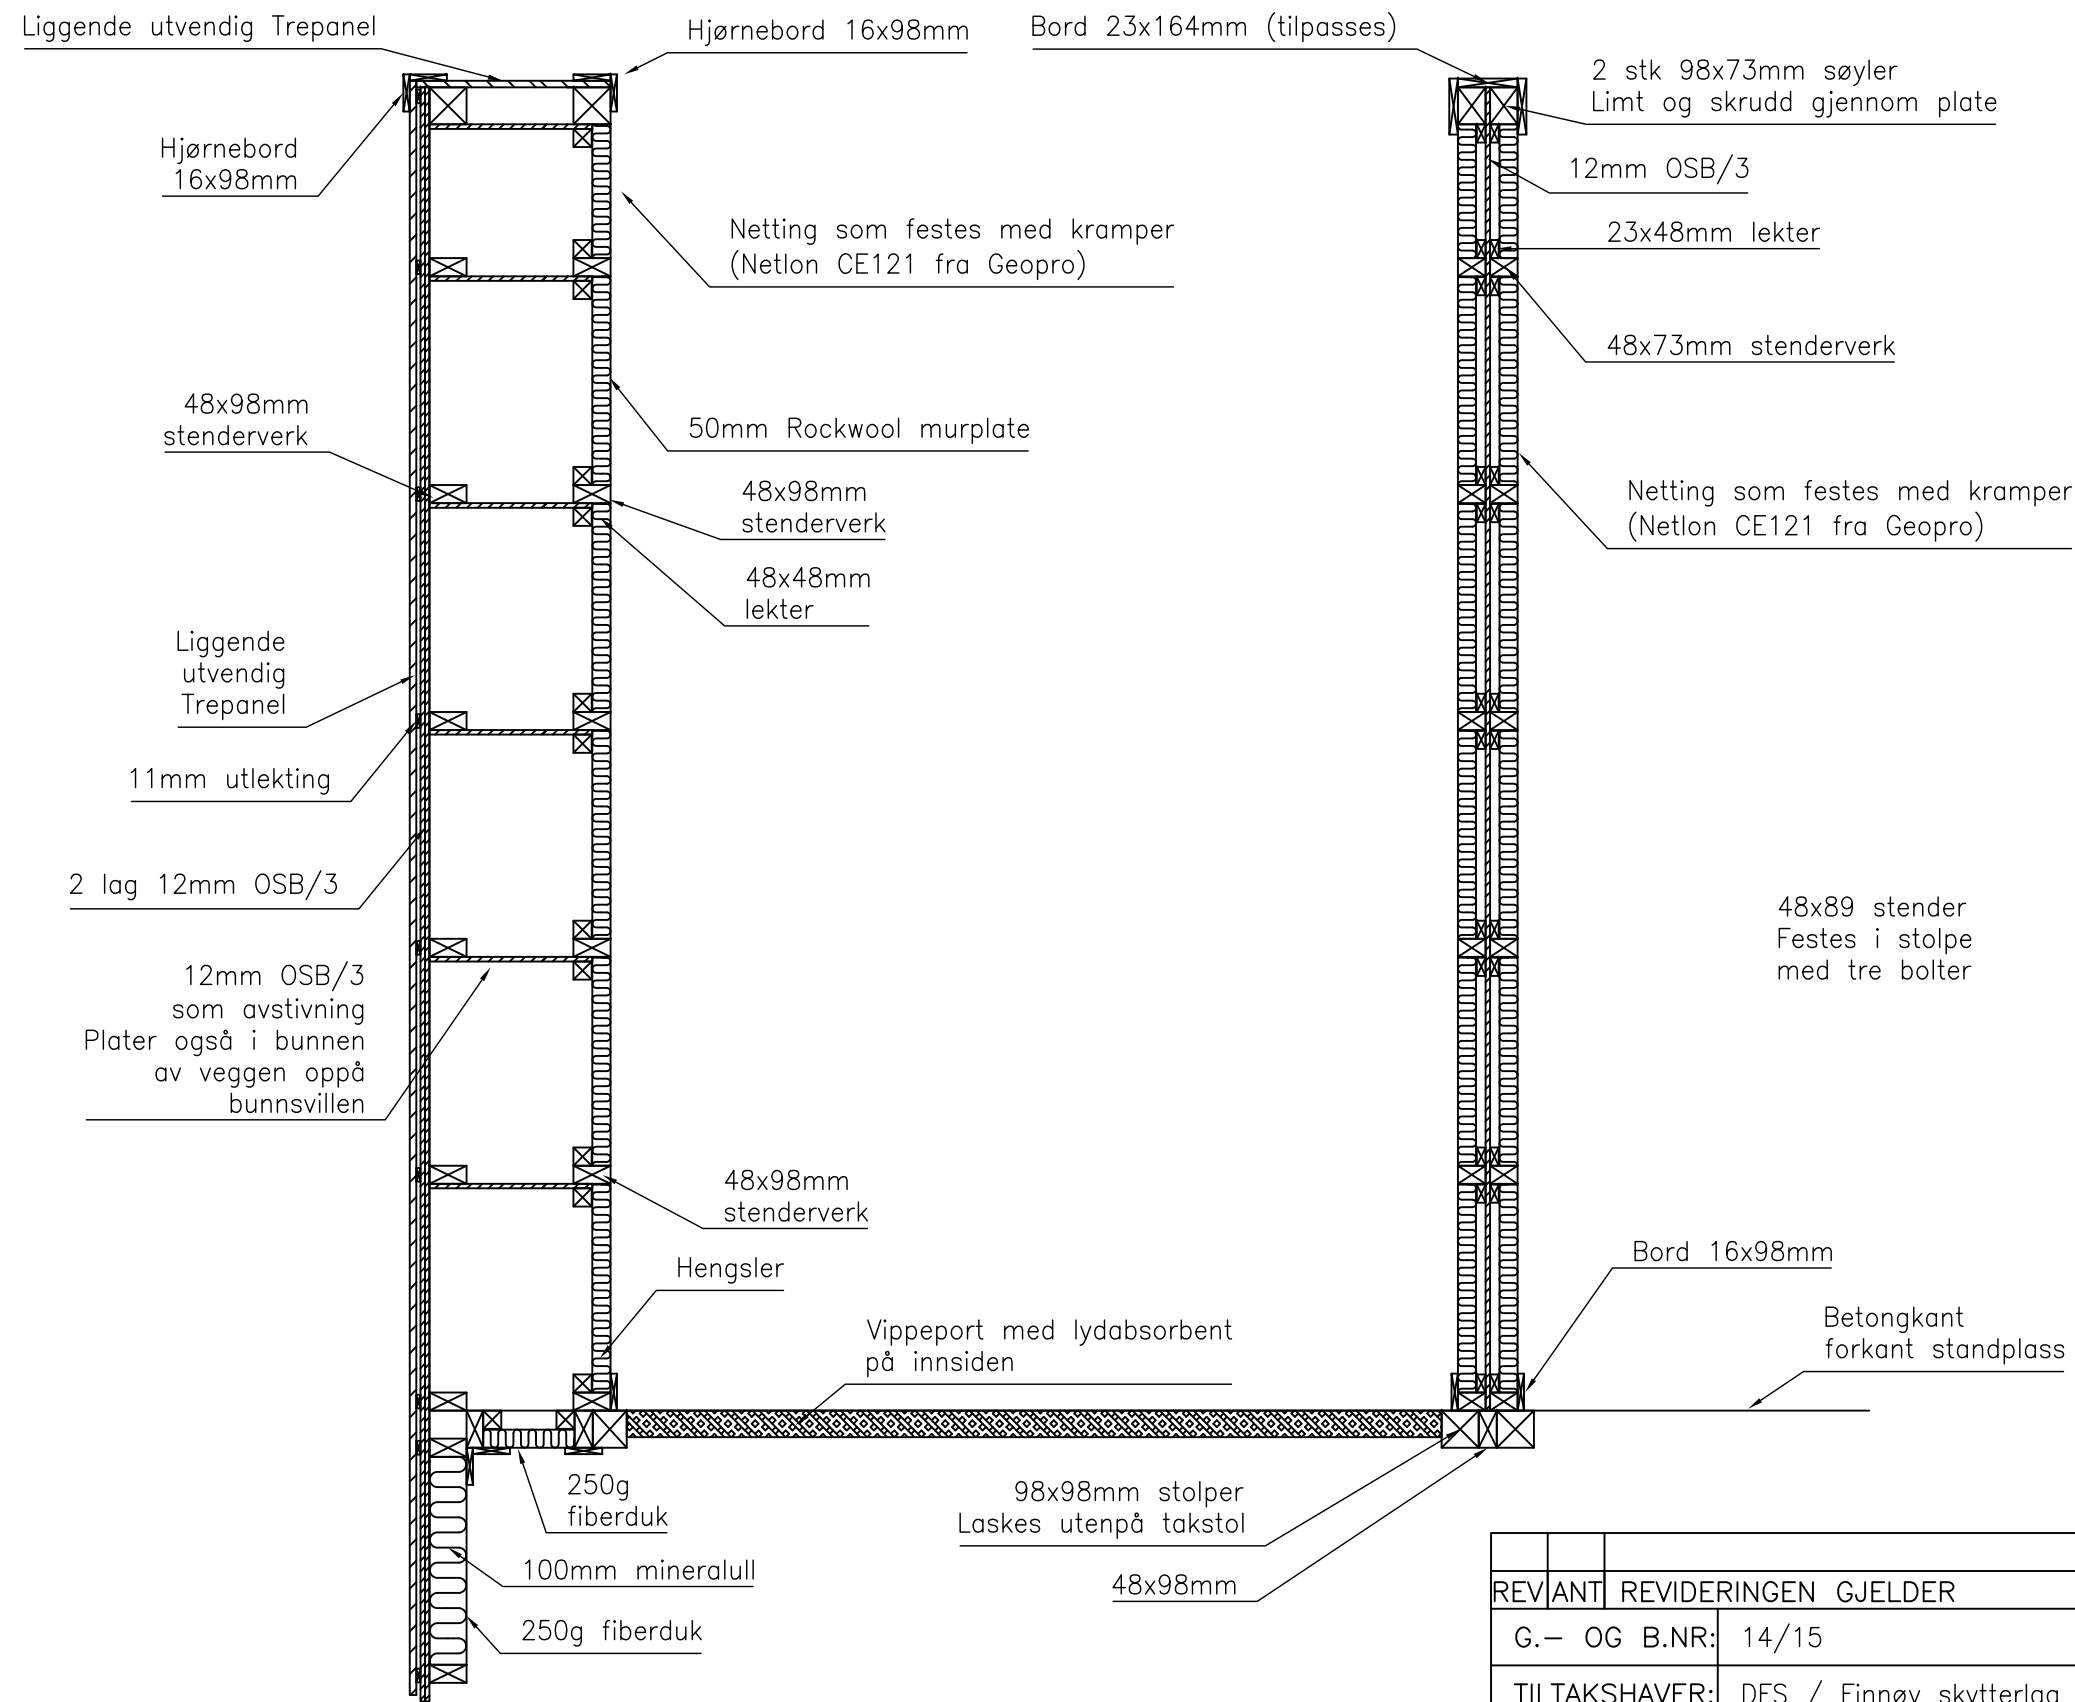 Liggende utvendig Trepanel
Hjørnebord 16x98mm
Bord 23x164mm (tilpasses)
2 stk 98x73mm søyler
Limt og skrudd gjennom plate
Hjørnebord
16x98mm
12mm OSB/3
Netting som festes med kramper
(Netlon CE121 fra Geopro)
23x48mm lekter
48x73mm stenderverk
48x98mm
stenderverk
50mm Rockwool murplate
48x98mm
stenderverk
Netting som festes med kramper
(Netlon CE121 fra Geopro)
48x48mm
lekter
Liggende
utvendig
Trepanel
11mm utlekting
2 lag 12mm OSB/3
48x89 stender
Festes i stolpe
med tre bolter
12mm OSB/3
som avstivning
Plater også i bunnen
av veggen oppå
bunnsvillen
48x98mm
stenderverk
Hengsler
Bord 16x98mm
Vippeport med lydabsorbent
på innsiden
Betongkant
forkant standplass
250g
fiberduk
98x98mm stolper
Laskes utenpå takstol
100mm mineralull
48x98mm
250g fiberduk
REV ANT REVIDERINGEN GJELDER
G.- OG B.NR: 14/15
TILTAKSHAVER: DFS / Finnøy skytterlag